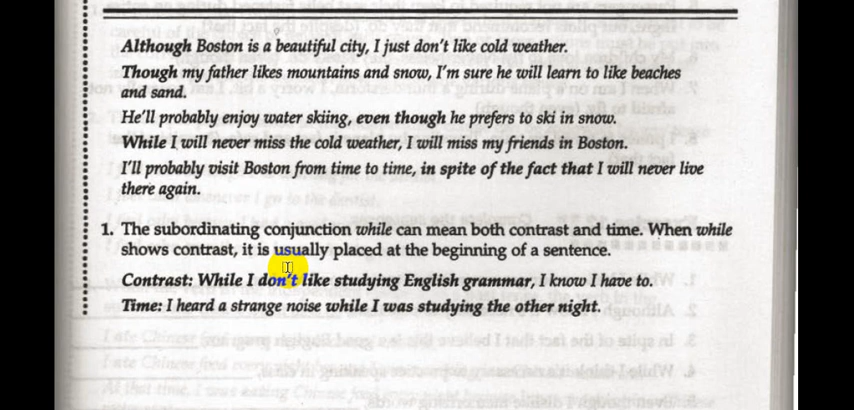 Although Boston is a beautiful city, I just don't like cold weather.
Though my father likes mountains and snow, I'm sure he will learn to like beaches
and sand.
He'll probably enjoy water skiing, even though he prefers to ski in snow.
While I will never miss the cold weather, I will miss my friends in Boston.
I'll probably visit Boston from time to time, in spite of the fact that I will never live
there again.
1. The subordinating conjunction while can mean both contrast and time. When while
shows contrast, it is usually placed at the beginning of a sentence.
Contrast: While I don't like studying English grammar, I know I have to.
Time: I heard a strange noise while I was studying the other night.